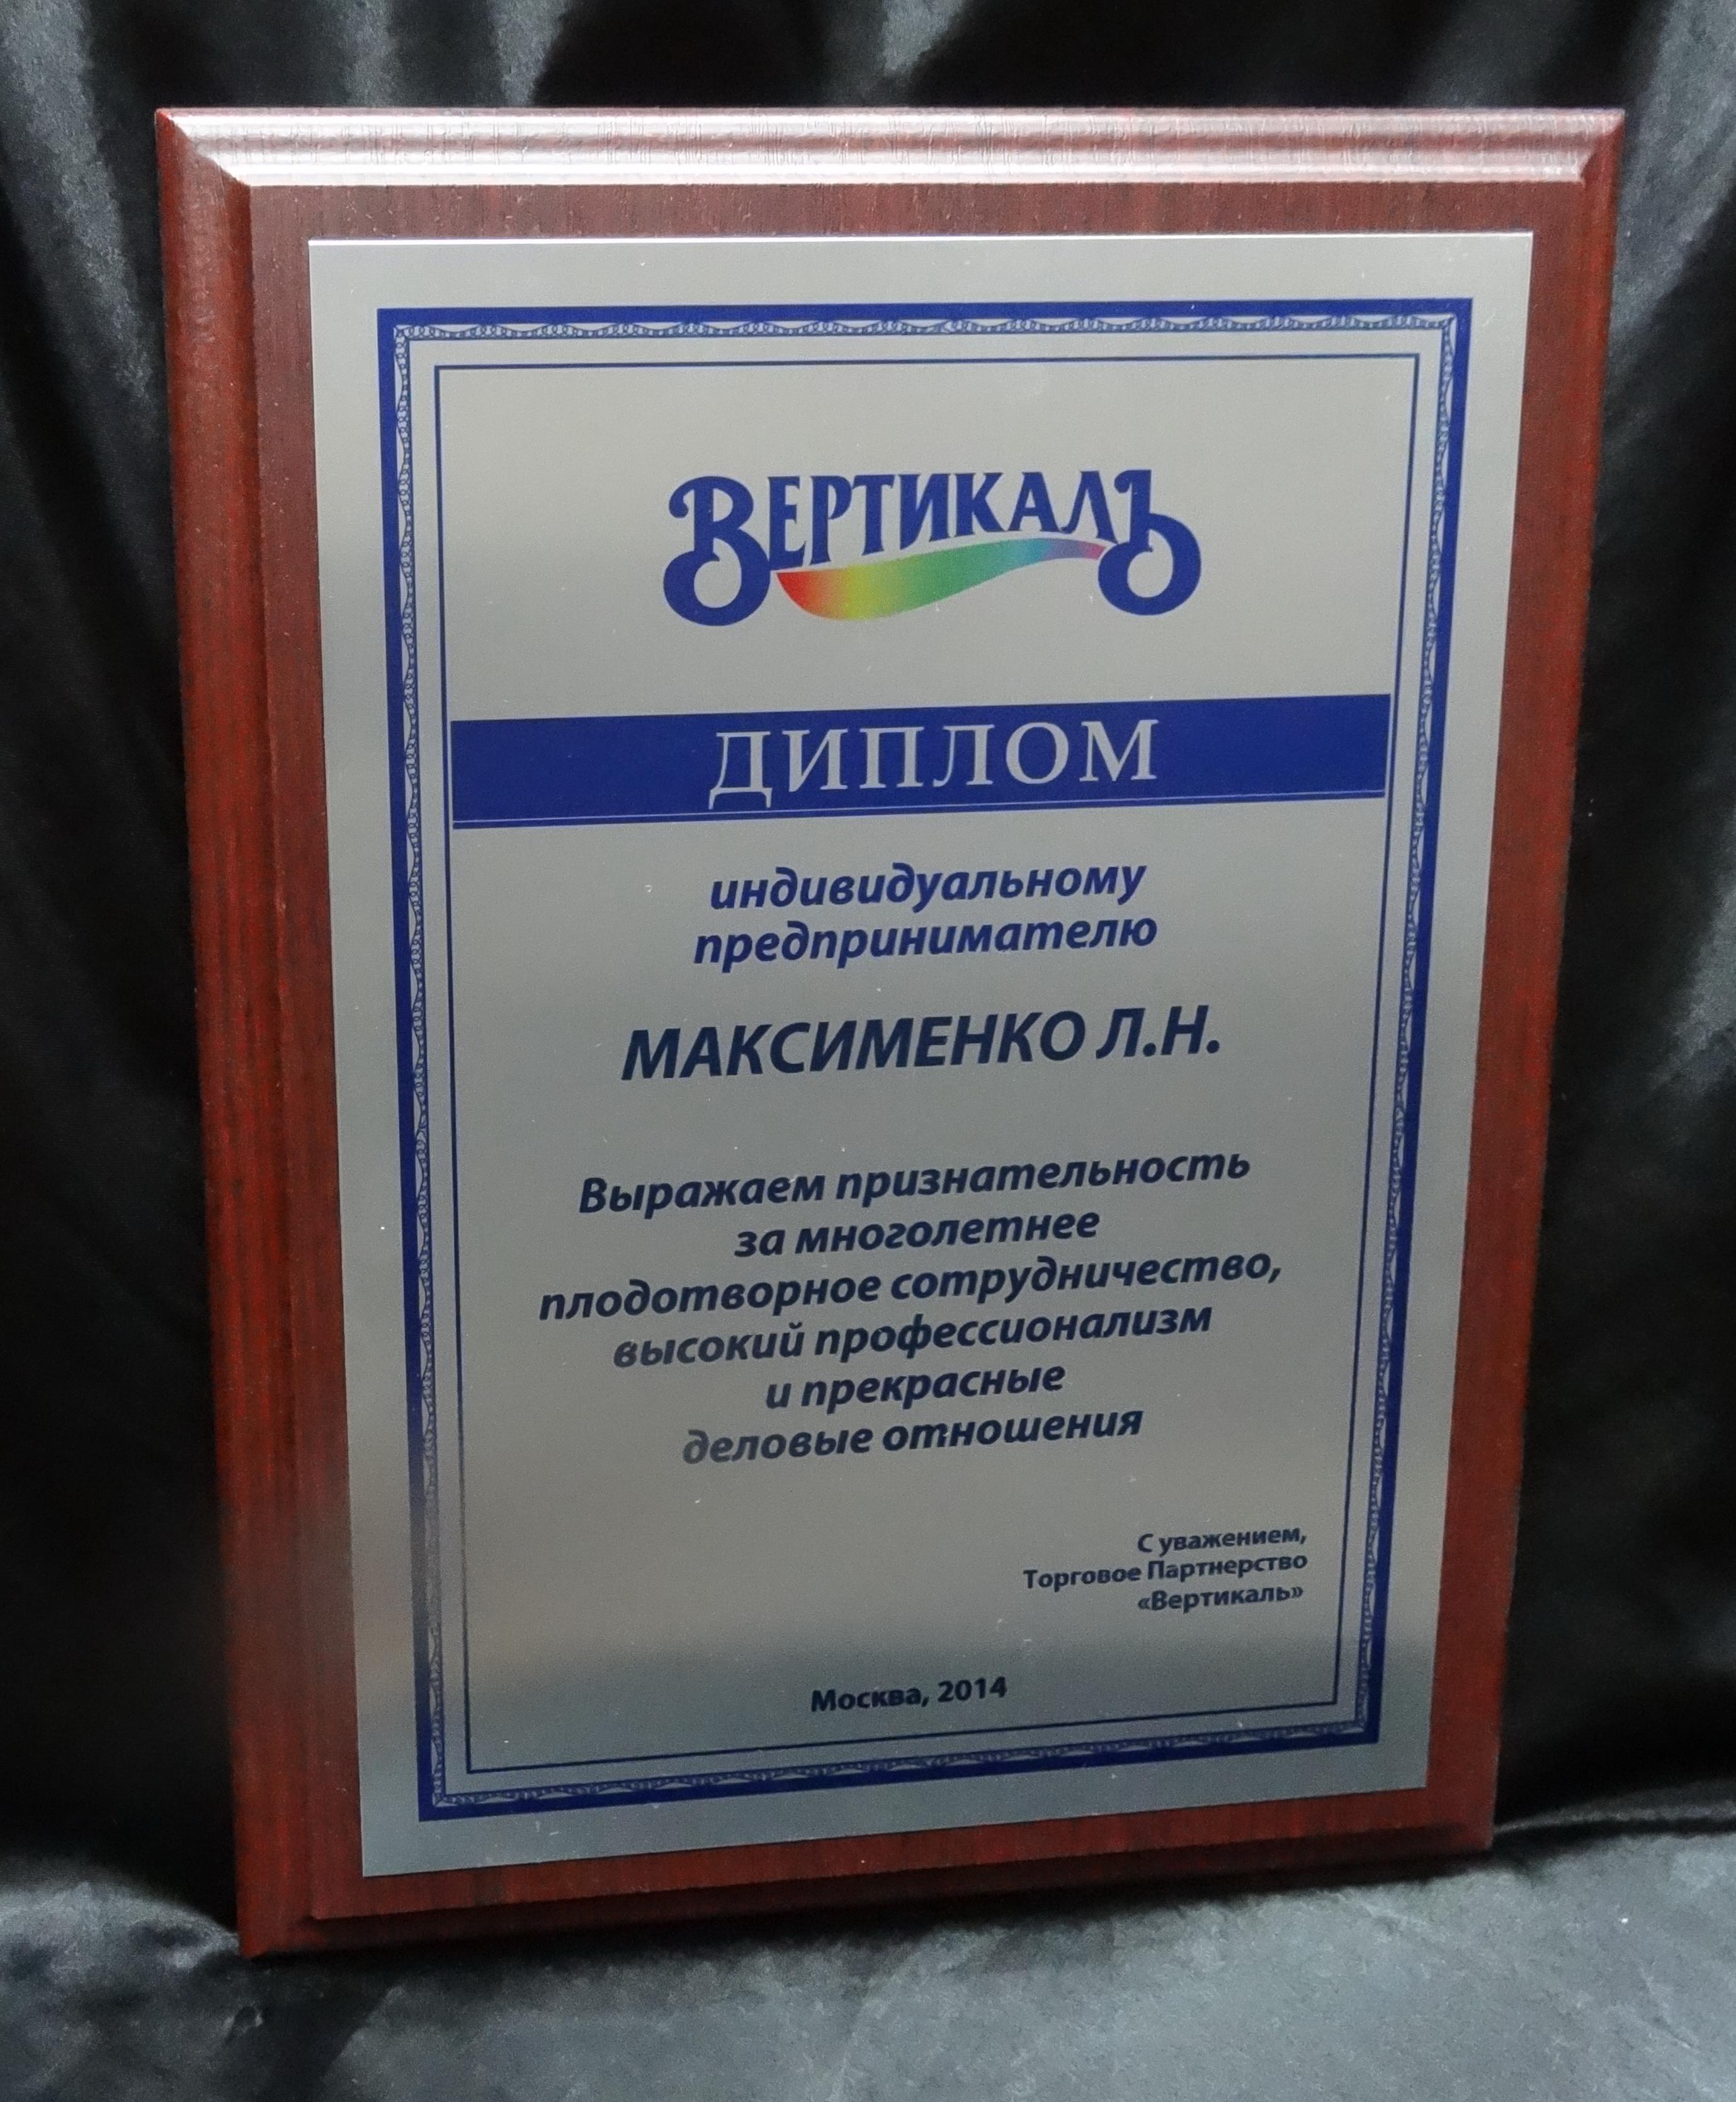 ВЕРТИКАЛЬ
ДИПЛОМ
индивидуальному
предпринимателю
МАКСИМЕНКО Л.Н.
Выражаем признательность
за многолетнее
плодотворное сотрудничество,
высокий профессионализм
и прекрасные
деловые отношения
С уважением,
Торговое Партнерство
«Вертикаль»
Москва, 2014